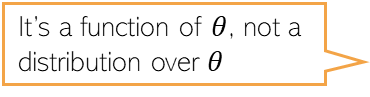 It's a function of θ, not a
distribution over θ